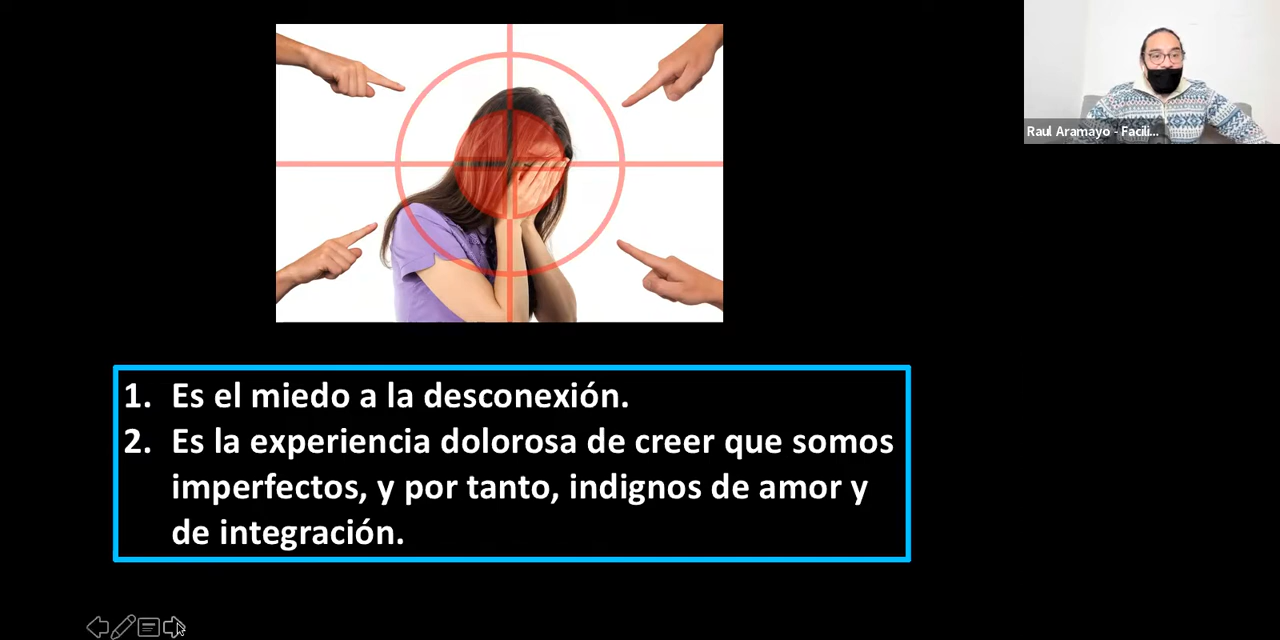 Raul Aramayo - Facili...
1. Es el miedo a la desconexión.
2. Es la experiencia dolorosa de creer que somos
imperfectos, y por tanto, indignos de amor y
de integración.